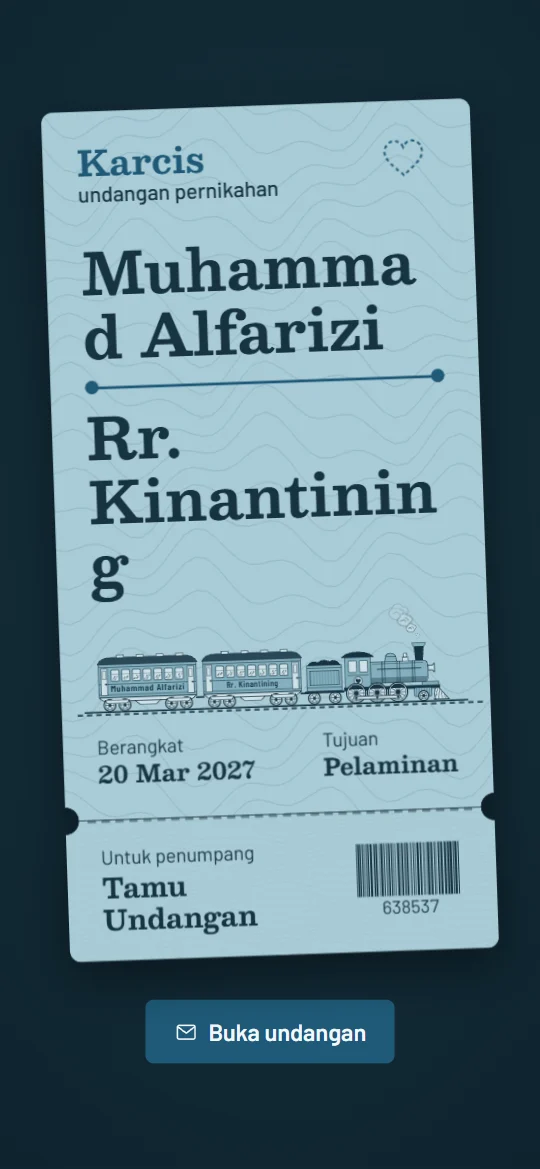 Karcis
undangan pernikahan
Muhamma
d Alfarizi
Rr.
Kinantinin
g
Muhammad Alfarizi
Rr. Kinantining
Berangkat
20 Mar 2027
Tujuan
Pelaminan
Untuk penumpang
Tamu
Undangan
638537
Buka undangan